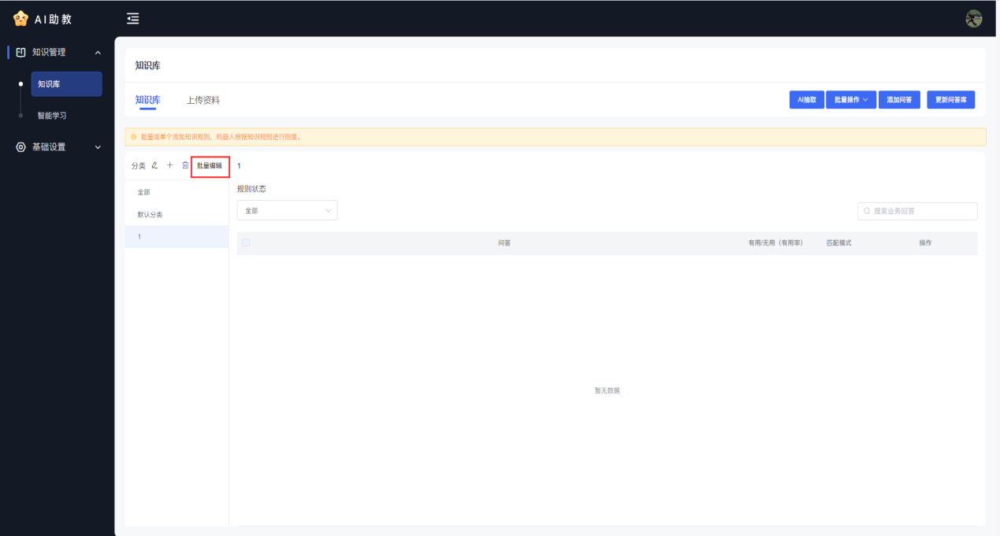 AI助教
知识管理
知识库
智能学习
基础设置
知识库
知识库 上传资料
AI抽取 批量操作 添加问答 更新问答库
批量或单个添加知识规则，机器人根据知识规则进行回复。
分类 批量编辑 1
全部
默认分类
1
规则状态
全部
搜索业务回答
问答 有用/无用（有用率） 匹配模式 操作
暂无数据